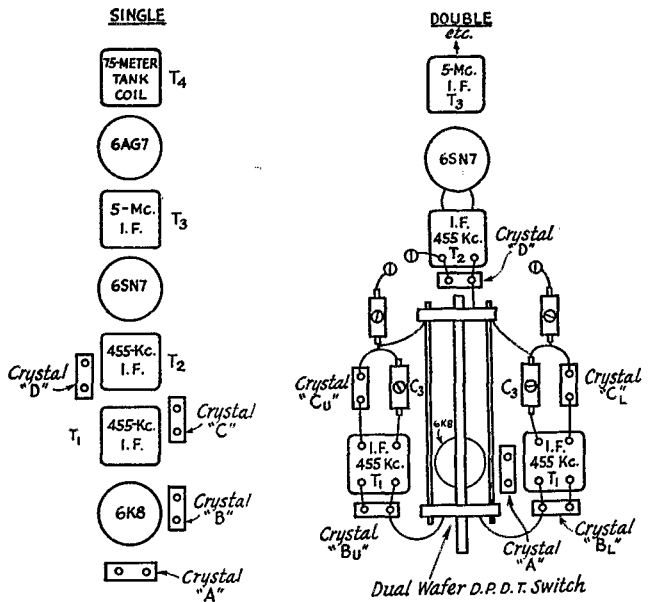 SINGLE
75-METER
TANK
COIL
T4
6AG7
5-Mc.
I.F.
T3
6SN7
455-Kc.
I.F.
T2
Crystal
"D"
T1
455-Kc.
I.F.
Crystal
"C"
6K8
Crystal
"B"
Crystal
"A"
DOUBLE
etc.
5-Mc.
I.F.
T3
6SN7
I.F.
455 Kc.
T2
Crystal
"D"
Crystal
"CU"
C3
6K8
C3
Crystal
"CL"
I.F.
455 Kc.
T1
I.F.
455 Kc.
T1
Crystal
"BU"
Crystal
"A"
Crystal
"BL"
Dual Wafer D.P.D.T. Switch